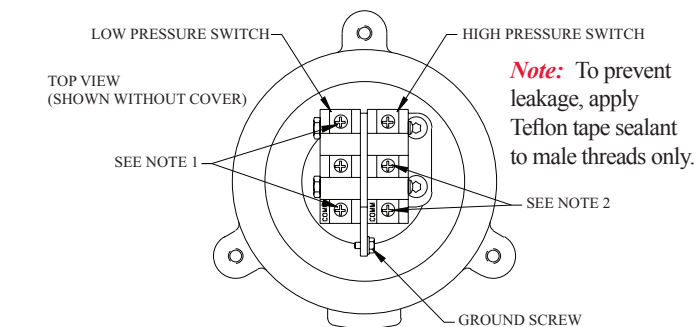 LOW PRESSURE SWITCH
HIGH PRESSURE SWITCH
TOP VIEW
(SHOWN WITHOUT COVER)
Note: To prevent
leakage, apply
Teflon tape sealant
to male threads only.
SEE NOTE 1
SEE NOTE 2
COMM
COMM
GROUND SCREW